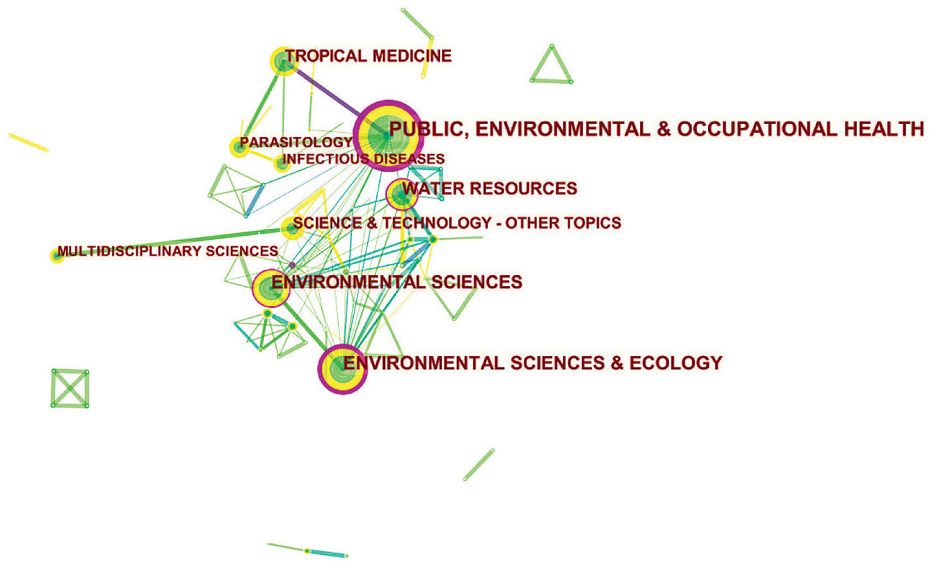 TROPICAL MEDICINE
PUBLIC, ENVIRONMENTAL & OCCUPATIONAL HEALTH
PARASITOLOGY
INFECTIOUS DISEASES
WATER RESOURCES
SCIENCE & TECHNOLOGY - OTHER TOPICS
MULTIDISCIPLINARY SCIENCES
ENVIRONMENTAL SCIENCES
ENVIRONMENTAL SCIENCES & ECOLOGY